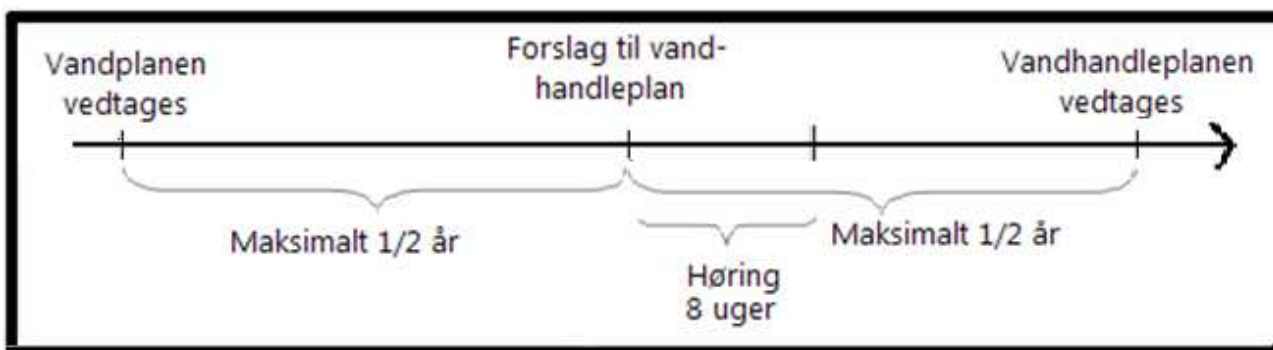 Vandplanen
vedtages
Forslag til vand-
handleplan
Vandhandleplanen
vedtages
Maksimalt 1/2 år
Maksimalt 1/2 år
Høring
8 uger